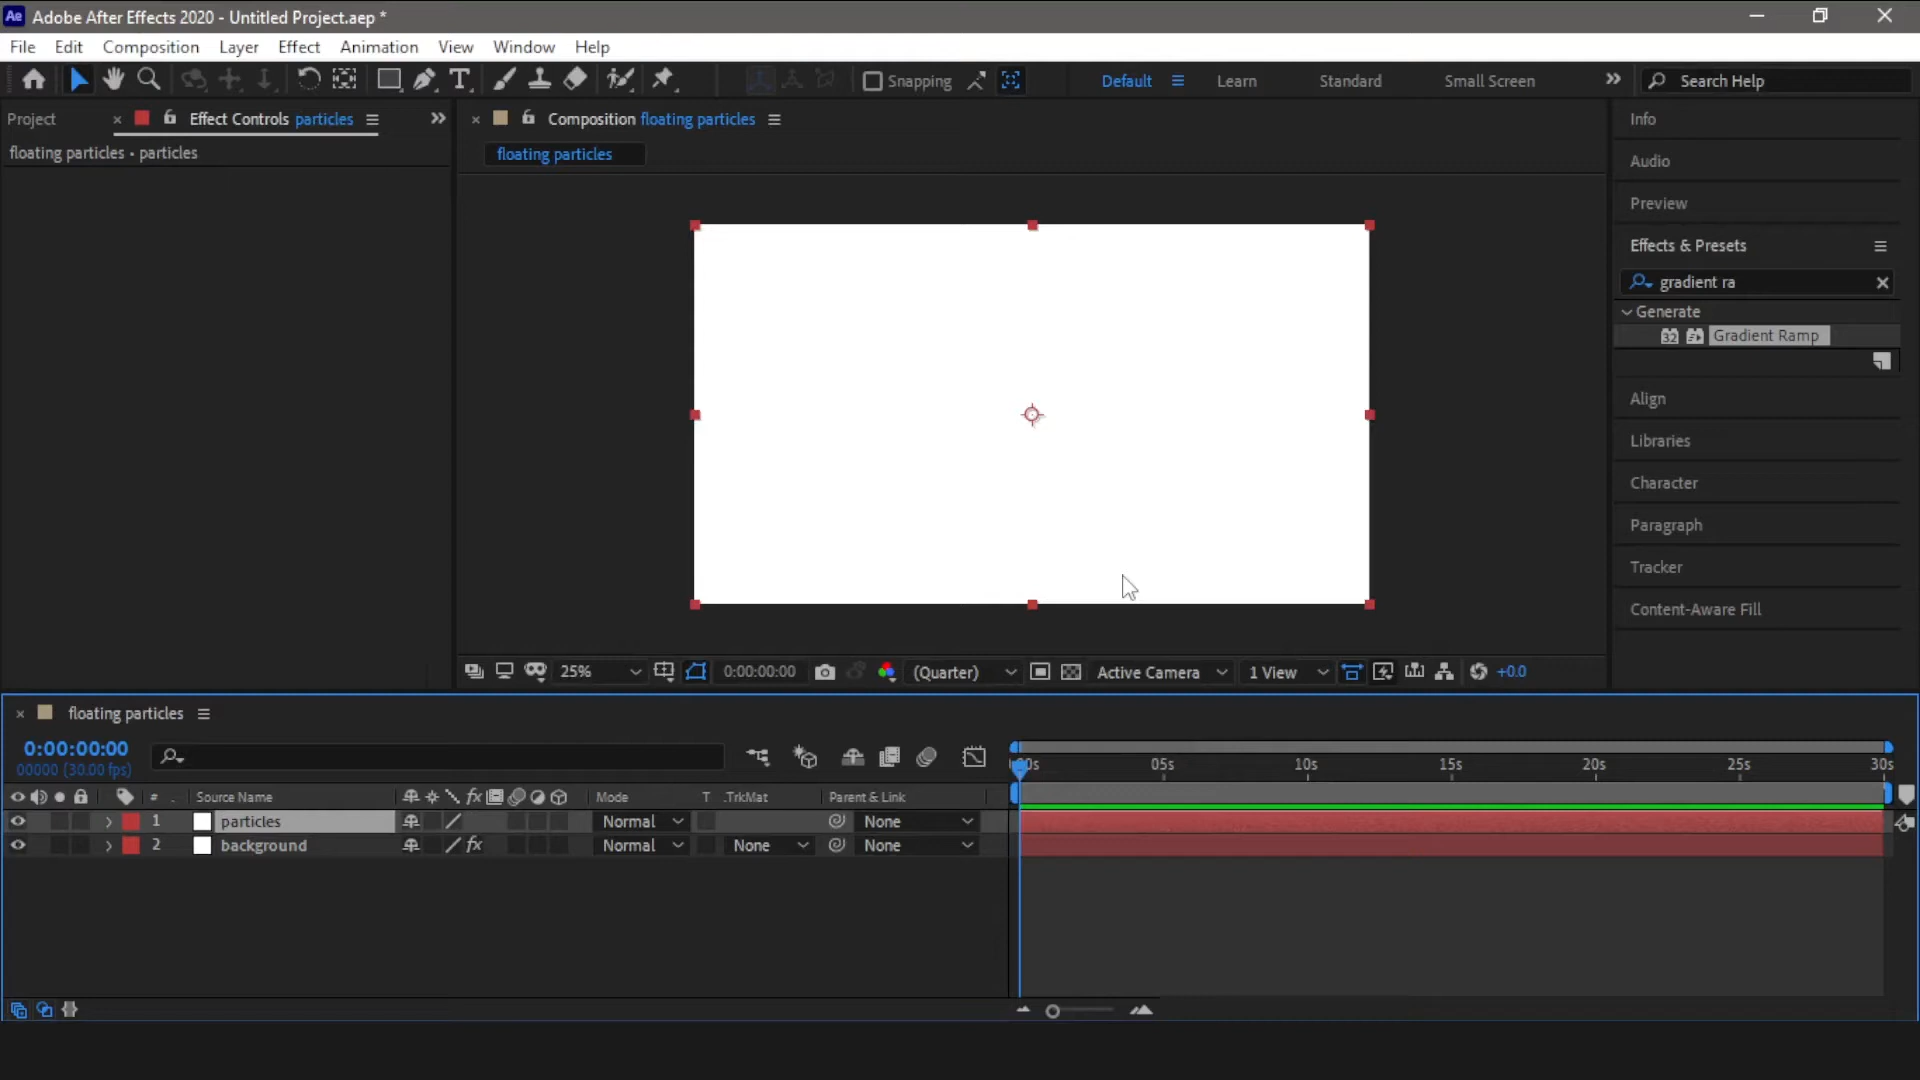 Ae Adobe After Effects 2020 - Untitled Project.aep *
File Edit Composition Layer Effect Animation View Window Help
Snapping Default Learn Standard Small Screen Search Help
Project Effect Controls particles Composition floating particles Info
floating particles • particles floating particles
Audio
Preview
Effects & Presets
gradient ra
Generate
32 Gradient Ramp
Align
Libraries
Character
Paragraph
Tracker
Content-Aware Fill
25% 0:00:00:00 (Quarter) Active Camera 1 View +0.0
floating particles
0:00:00:00
00000 (30.00 fps)
05s 10s 15s 20s 25s 30s
# Source Name fx Mode T .TrkMat Parent & Link
1 particles Normal None
2 background fx Normal None None